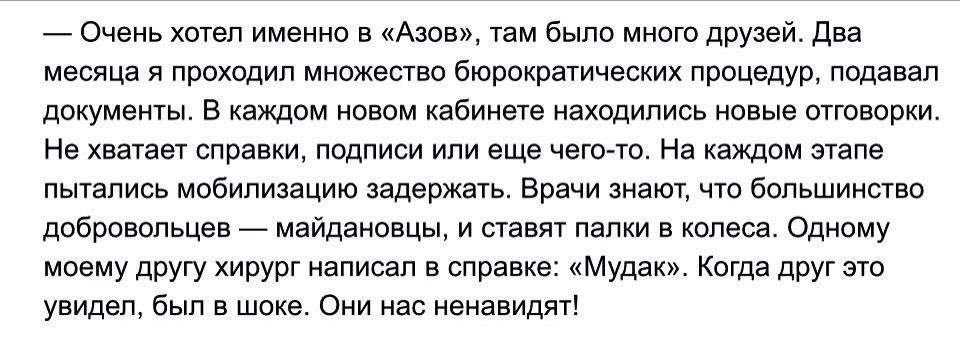 — Очень хотел именно в «Азов», там было много друзей. Два
месяца я проходил множество бюрократических процедур, подавал
документы. В каждом новом кабинете находились новые отговорки.
Не хватает справки, подписи или еще чего-то. На каждом этапе
пытались мобилизацию задержать. Врачи знают, что большинство
добровольцев — майдановцы, и ставят палки в колеса. Одному
моему другу хирург написал в справке: «Мудак». Когда друг это
увидел, был в шоке. Они нас ненавидят!